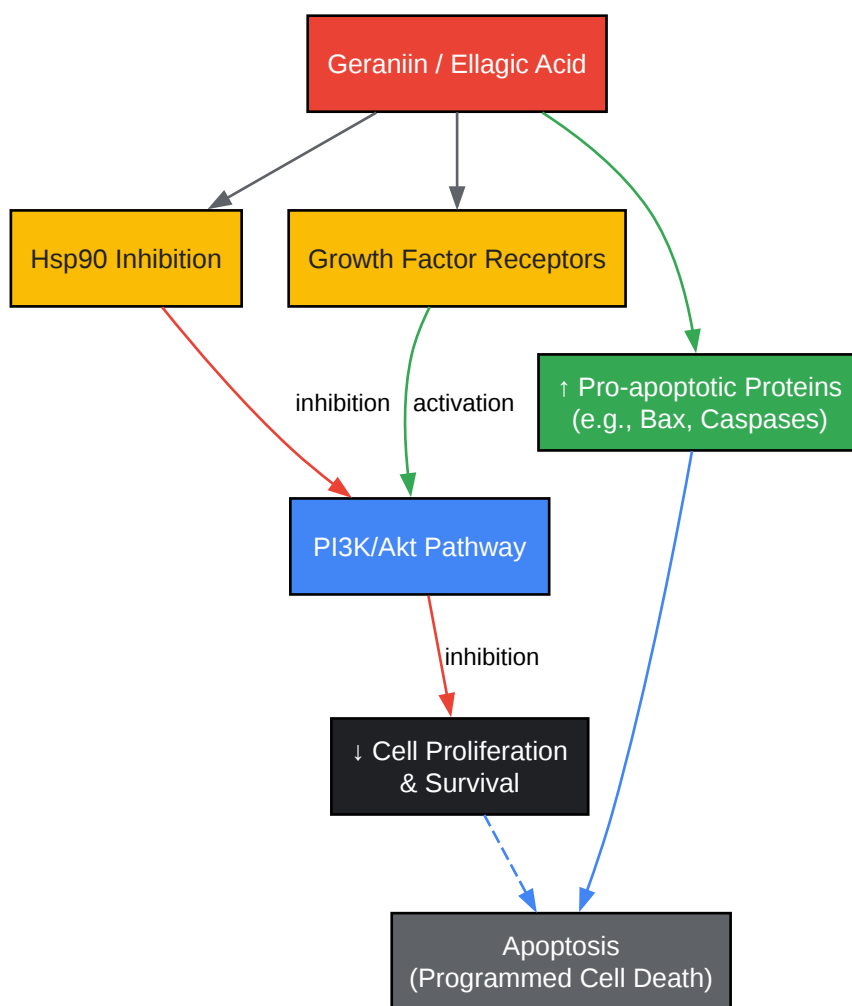 Geraniin / Ellagic Acid
Hsp90 Inhibition
Growth Factor Receptors
↑ Pro-apoptotic Proteins
(e.g., Bax, Caspases)
inhibition
activation
PI3K/Akt Pathway
inhibition
↓ Cell Proliferation
& Survival
Apoptosis
(Programmed Cell Death)